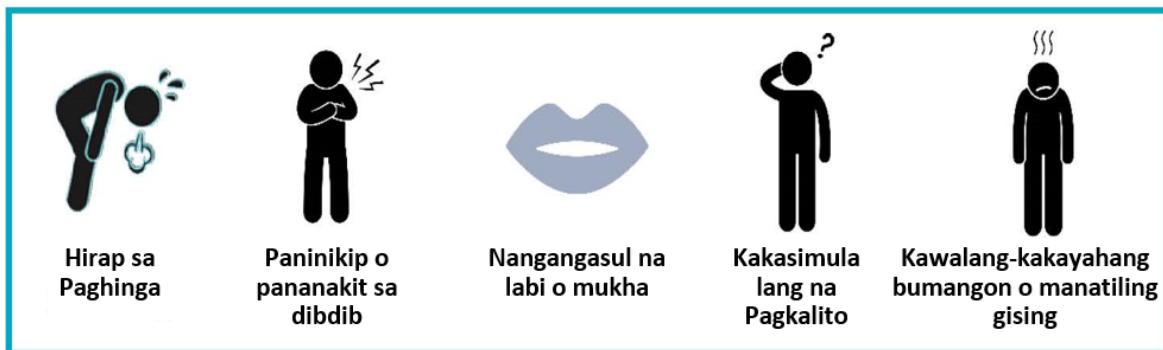 ?
Hirap sa
Paghinga
Paninikip o
pananakit sa
dibdib
Nangangasul na
labi o mukha
Kakasimula
lang na
Pagkalito
Kawalang-kakayahang
bumangon o manatiling
gising